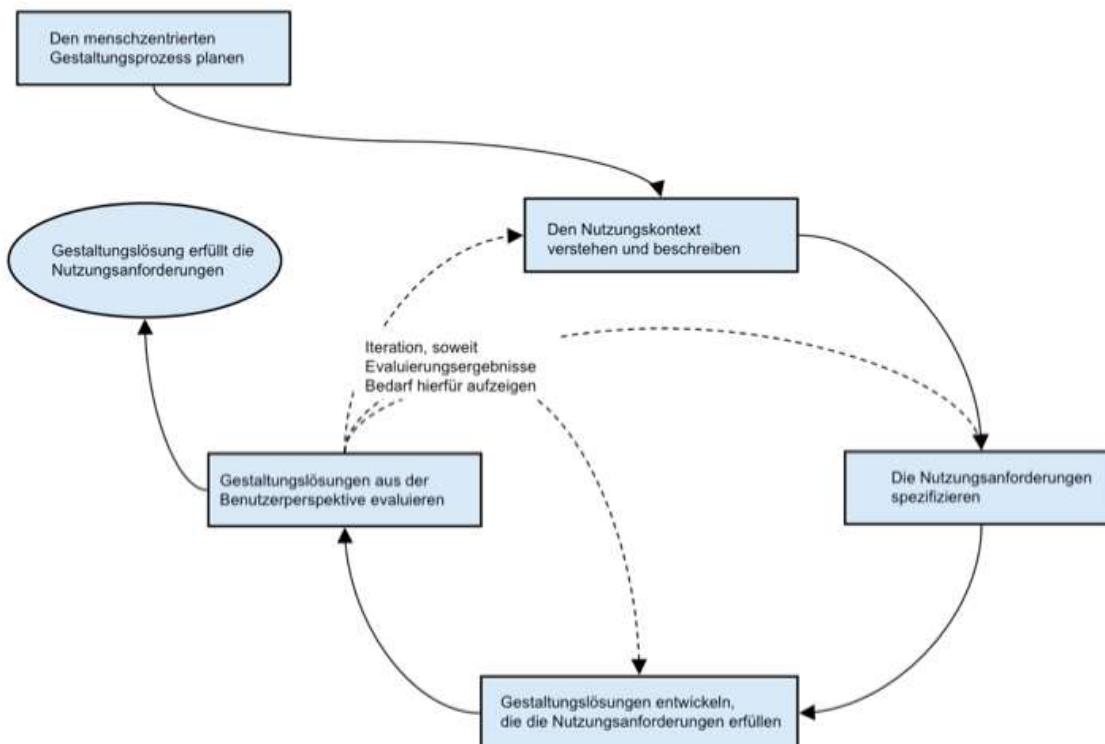 Den menschzentrierten
Gestaltungsprozess planen
Den Nutzungskontext
verstehen und beschreiben
Gestaltungslösung erfüllt die
Nutzungsanforderungen
Iteration, soweit
Evaluierungsergebnisse
Bedarf hierfür aufzeigen
Gestaltungslösungen aus der
Benutzerperspektive evaluieren
Die Nutzungsanforderungen
spezifizieren
Gestaltungslösungen entwickeln,
die die Nutzungsanforderungen erfüllen